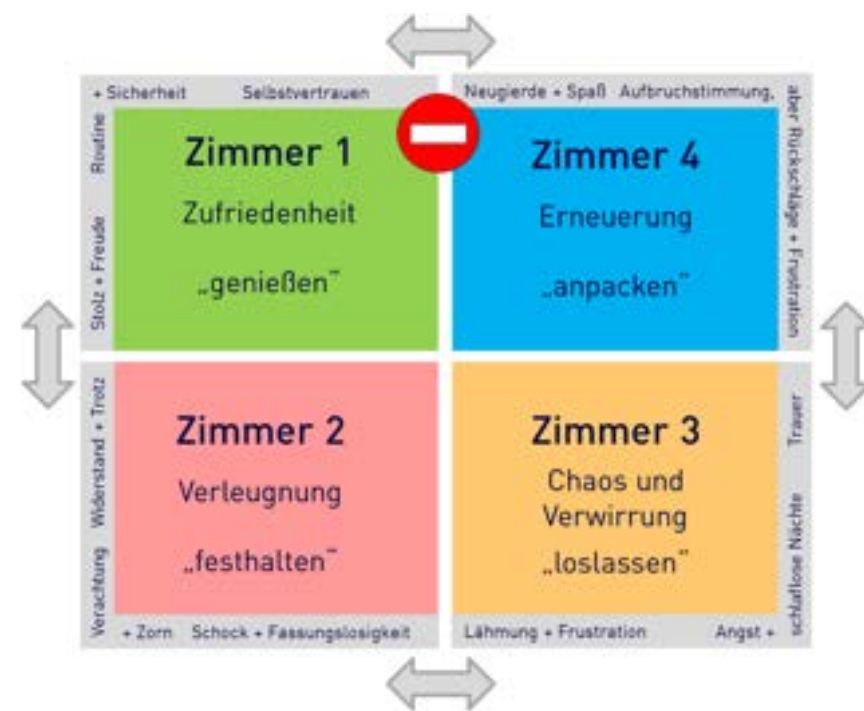 + Sicherheit Selbstvertrauen
Neugierde + Spaß Aufbruchstimmung,
aber Rückschläge + Frustration
Stolz + Freude Routine
Zimmer 1
Zufriedenheit
„genießen“
Zimmer 4
Erneuerung
„anpacken“
Verachtung Widerstand + Trotz
Zimmer 2
Verleugnung
„festhalten“
Zimmer 3
Chaos und
Verwirrung
„loslassen“
schlaflose Nächte Trauer
+ Zorn Schock + Fassungslosigkeit
Lähmung + Frustration Angst +